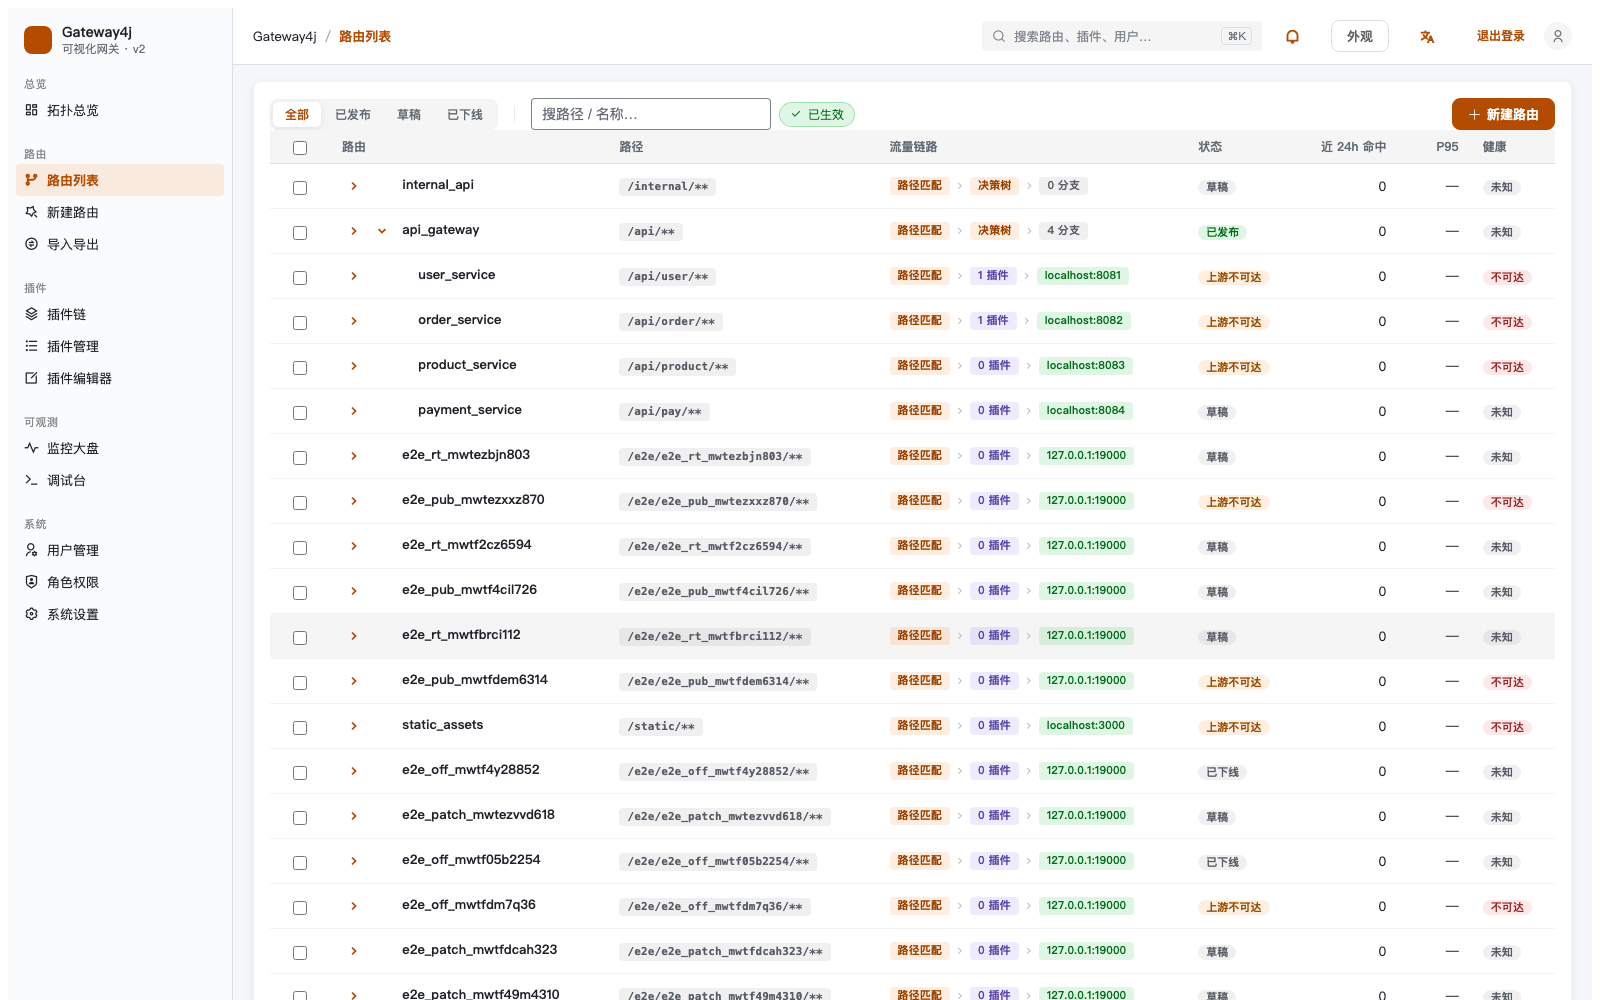 Gateway4j
可视化网关 · v2
总览
拓扑总览
路由
路由列表
新建路由
导入导出
插件
插件链
插件管理
插件编辑器
可观测
监控大盘
调试台
系统
用户管理
角色权限
系统设置
Gateway4j / 路由列表
搜索路由、插件、用户... ⌘K
外观
退出登录
全部 已发布 草稿 已下线
搜路径 / 名称...
已生效
新建路由
路由 路径 流量链路 状态 近 24h 命中 P95 健康
internal_api /internal/** 路径匹配 › 决策树 › 0 分支 草稿 0 — 未知
api_gateway /api/** 路径匹配 › 决策树 › 4 分支 已发布 0 — 未知
user_service /api/user/** 路径匹配 › 1 插件 › localhost:8081 上游不可达 0 — 不可达
order_service /api/order/** 路径匹配 › 1 插件 › localhost:8082 上游不可达 0 — 不可达
product_service /api/product/** 路径匹配 › 0 插件 › localhost:8083 上游不可达 0 — 不可达
payment_service /api/pay/** 路径匹配 › 0 插件 › localhost:8084 草稿 0 — 未知
e2e_rt_mwtezbjn803 /e2e/e2e_rt_mwtezbjn803/** 路径匹配 › 0 插件 › 127.0.0.1:19000 草稿 0 — 未知
e2e_pub_mwtezxxz870 /e2e/e2e_pub_mwtezxxz870/** 路径匹配 › 0 插件 › 127.0.0.1:19000 上游不可达 0 — 不可达
e2e_rt_mwtf2cz6594 /e2e/e2e_rt_mwtf2cz6594/** 路径匹配 › 0 插件 › 127.0.0.1:19000 草稿 0 — 未知
e2e_pub_mwtf4cil726 /e2e/e2e_pub_mwtf4cil726/** 路径匹配 › 0 插件 › 127.0.0.1:19000 草稿 0 — 未知
e2e_rt_mwtfbrci112 /e2e/e2e_rt_mwtfbrci112/** 路径匹配 › 0 插件 › 127.0.0.1:19000 草稿 0 — 未知
e2e_pub_mwtfdem6314 /e2e/e2e_pub_mwtfdem6314/** 路径匹配 › 0 插件 › 127.0.0.1:19000 上游不可达 0 — 不可达
static_assets /static/** 路径匹配 › 0 插件 › localhost:3000 上游不可达 0 — 不可达
e2e_off_mwtf4y28852 /e2e/e2e_off_mwtf4y28852/** 路径匹配 › 0 插件 › 127.0.0.1:19000 已下线 0 — 未知
e2e_patch_mwtezvvd618 /e2e/e2e_patch_mwtezvvd618/** 路径匹配 › 0 插件 › 127.0.0.1:19000 草稿 0 — 未知
e2e_off_mwtf05b2254 /e2e/e2e_off_mwtf05b2254/** 路径匹配 › 0 插件 › 127.0.0.1:19000 已下线 0 — 未知
e2e_off_mwtfdm7q36 /e2e/e2e_off_mwtfdm7q36/** 路径匹配 › 0 插件 › 127.0.0.1:19000 上游不可达 0 — 不可达
e2e_patch_mwtfdcah323 /e2e/e2e_patch_mwtfdcah323/** 路径匹配 › 0 插件 › 127.0.0.1:19000 草稿 0 — 未知
e2e_patch_mwtf49m4310 /e2e/e2e_patch_mwtf49m4310/** 路径匹配 › 0 插件 › 127.0.0.1:19000 草稿 0 — 未知